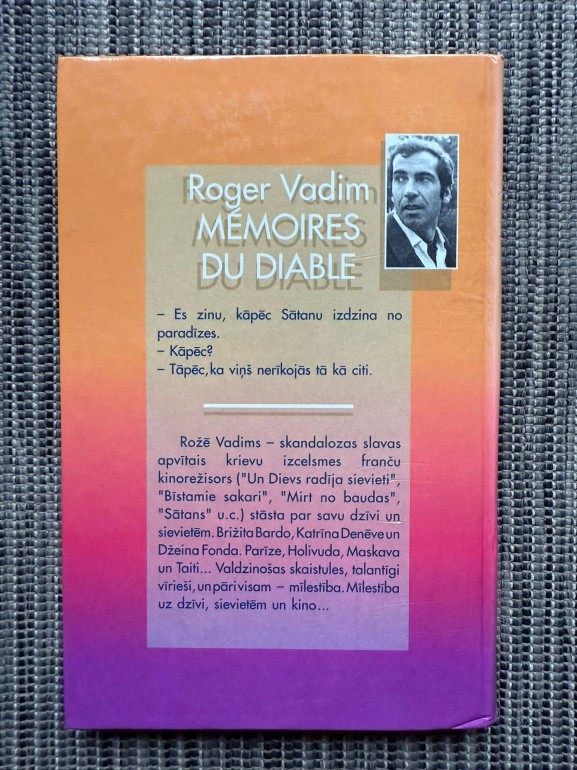 Roger Vadim
MÉMOIRES
DU DIABLE
– Es zinu, kāpēc Sātanu izdzina no
paradīzes.
– Kāpēc?
– Tāpēc,ka viņš nerīkojās tā kā citi.
Rožē Vadims – skandalozas slavas
apvītais krievu izcelsmes franču
kinorežisors ("Un Dievs radīja sievieti",
"Bīstamie sakari", "Mirt no baudas",
"Sātans" u.c.) stāsta par savu dzīvi un
sievietēm. Brižita Bardo, Katrīna Denēve un
Džeina Fonda. Parīze, Holivuda, Maskava
un Taiti... Valdzinošas skaistules, talantīgi
vīrieši, un pāri visam – mīlestība. Mīlestība
uz dzīvi, sievietēm un kino...